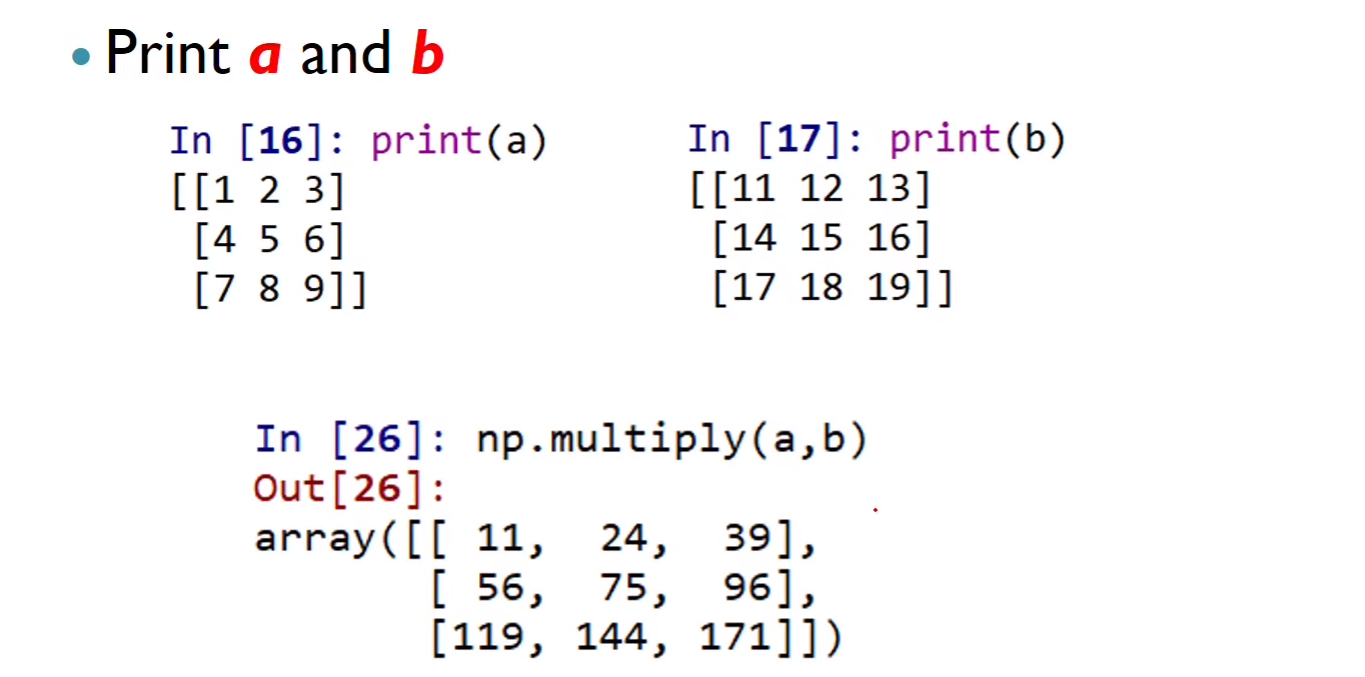 • Print a and b
In [16]: print(a)
[[1 2 3]
 [4 5 6]
 [7 8 9]]
In [17]: print(b)
[[11 12 13]
 [14 15 16]
 [17 18 19]]
In [26]: np.multiply(a,b)
Out[26]:
array([[ 11,  24,  39],
       [ 56,  75,  96],
       [119, 144, 171]])